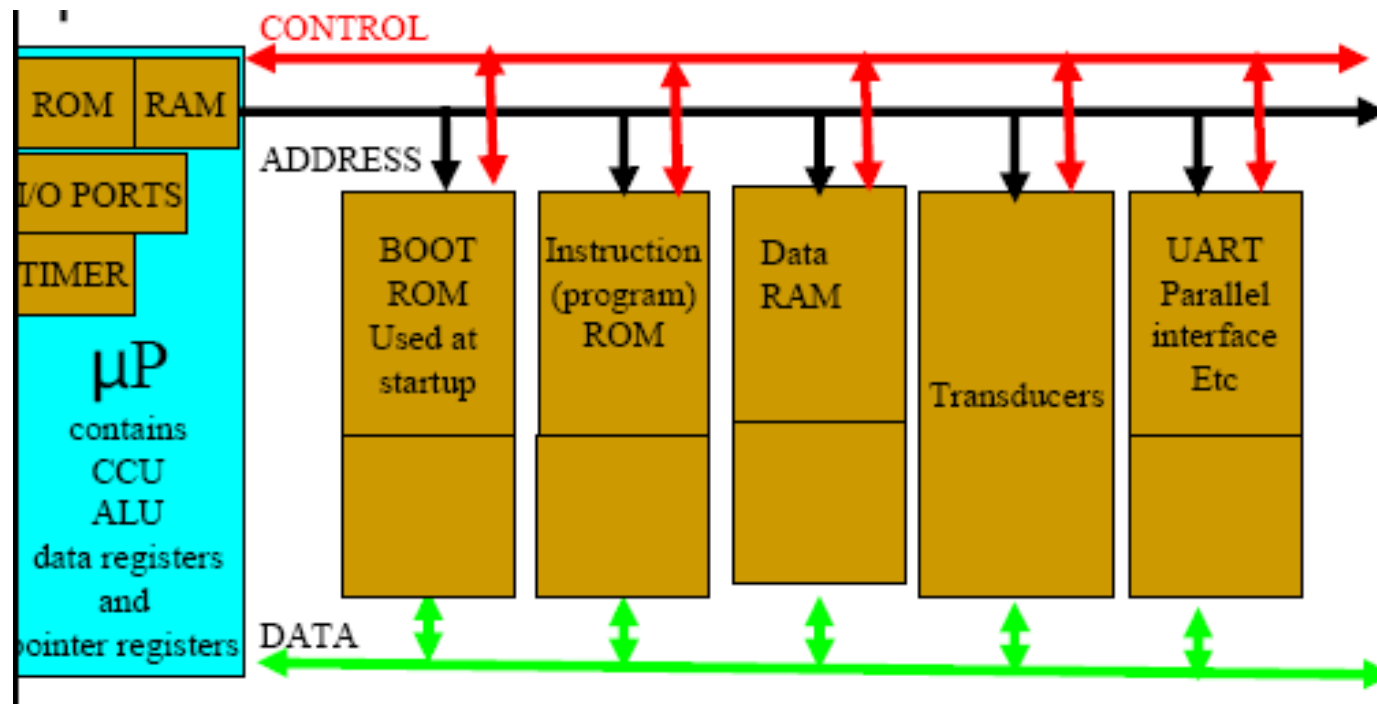 CONTROL
ROM
RAM
ADDRESS
I/O PORTS
TIMER
μP
contains
CCU
ALU
data registers
and
pointer registers
BOOT
ROM
Used at
startup
Instruction
(program)
ROM
Data
RAM
Transducers
UART
Parallel
interface
Etc
DATA